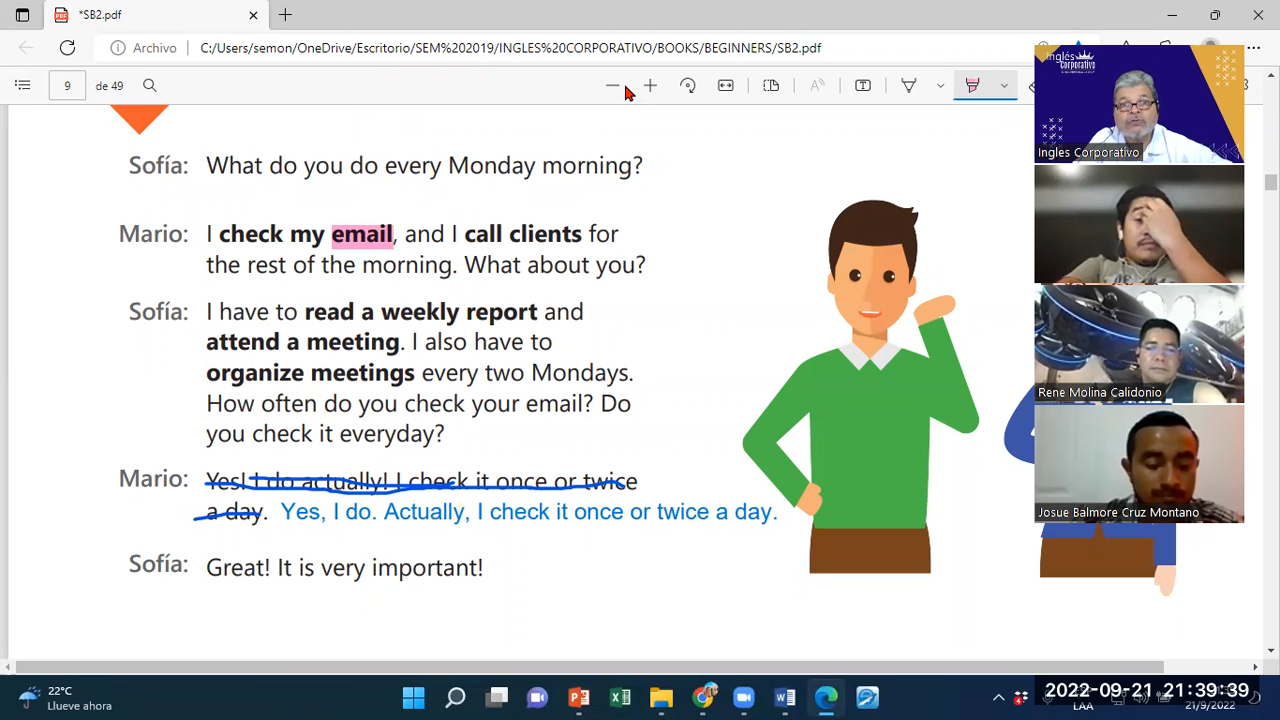 *SB2.pdf
Archivo C:/Users/semon/OneDrive/Escritorio/SEM%202019/INGLES%20CORPORATIVO/BOOKS/BEGINNERS/SB2.pdf
9 de 49
Sofía: What do you do every Monday morning?
Mario: I check my email, and I call clients for
the rest of the morning. What about you?
Sofía: I have to read a weekly report and
attend a meeting. I also have to
organize meetings every two Mondays.
How often do you check your email? Do
you check it everyday?
Mario: Yes! I do actually! I check it once or twice
a day. Yes, I do. Actually, I check it once or twice a day.
Sofía: Great! It is very important!
Inglés
Corporativo
Ingles Corporativo
Rene Molina Calidonio
Josue Balmore Cruz Montano
22°C
Llueve ahora
2022-09-21 21:39:39
LAA
21/9/2022